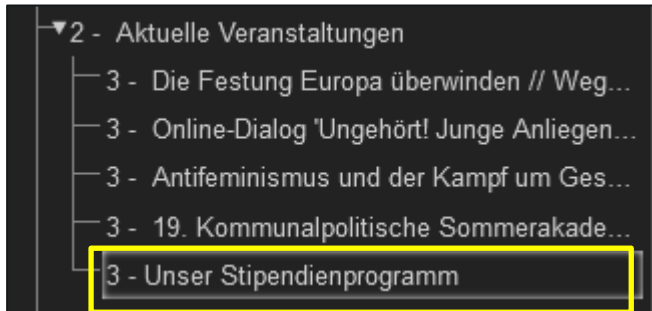 2 - Aktuelle Veranstaltungen
3 - Die Festung Europa überwinden // Weg...
3 - Online-Dialog 'Ungehört! Junge Anliegen...
3 - Antifeminismus und der Kampf um Ges...
3 - 19. Kommunalpolitische Sommerakade...
3 - Unser Stipendienprogramm